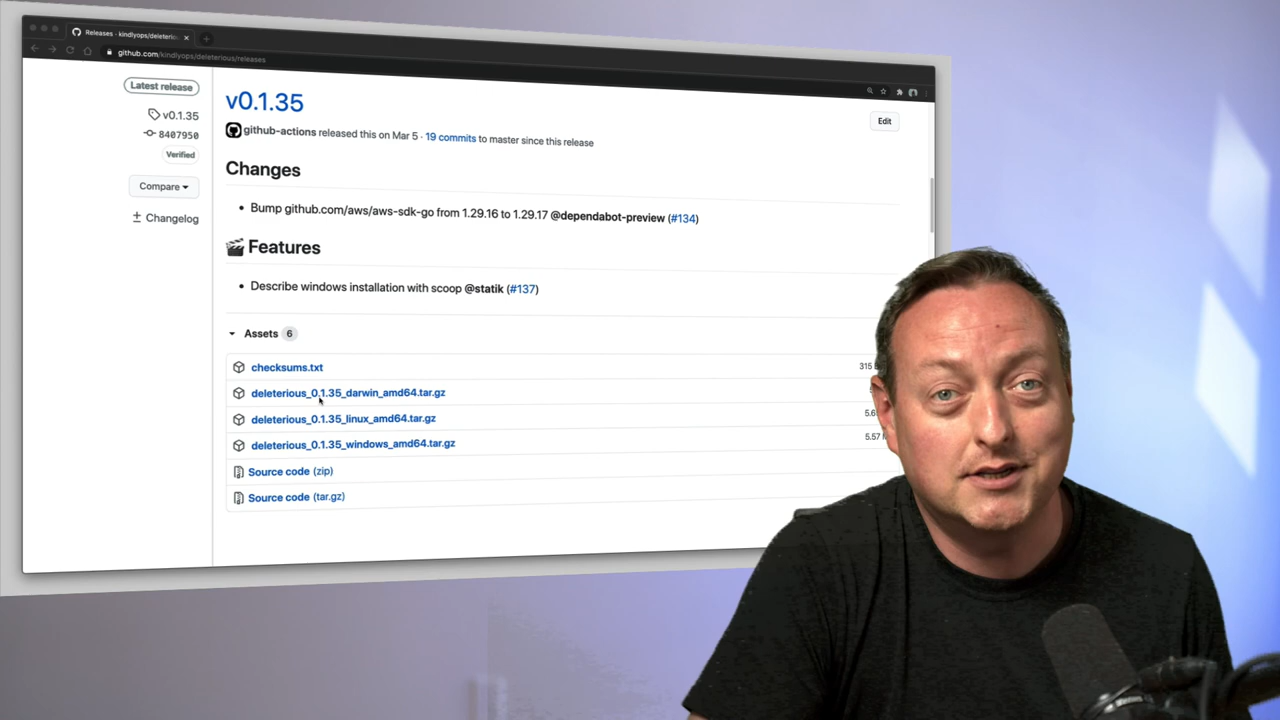 Releases · kindlyops/deleterio
github.com/kindlyops/deleterious/releases
Latest release
v0.1.35
8407950
Verified
Compare
Changelog
v0.1.35
Edit
github-actions released this on Mar 5 · 19 commits to master since this release
Changes
• Bump github.com/aws/aws-sdk-go from 1.29.16 to 1.29.17 @dependabot-preview (#134)
🎬 Features
• Describe windows installation with scoop @statik (#137)
Assets 6
checksums.txt 315
deleterious_0.1.35_darwin_amd64.tar.gz
deleterious_0.1.35_linux_amd64.tar.gz
deleterious_0.1.35_windows_amd64.tar.gz 5.57
Source code (zip)
Source code (tar.gz)